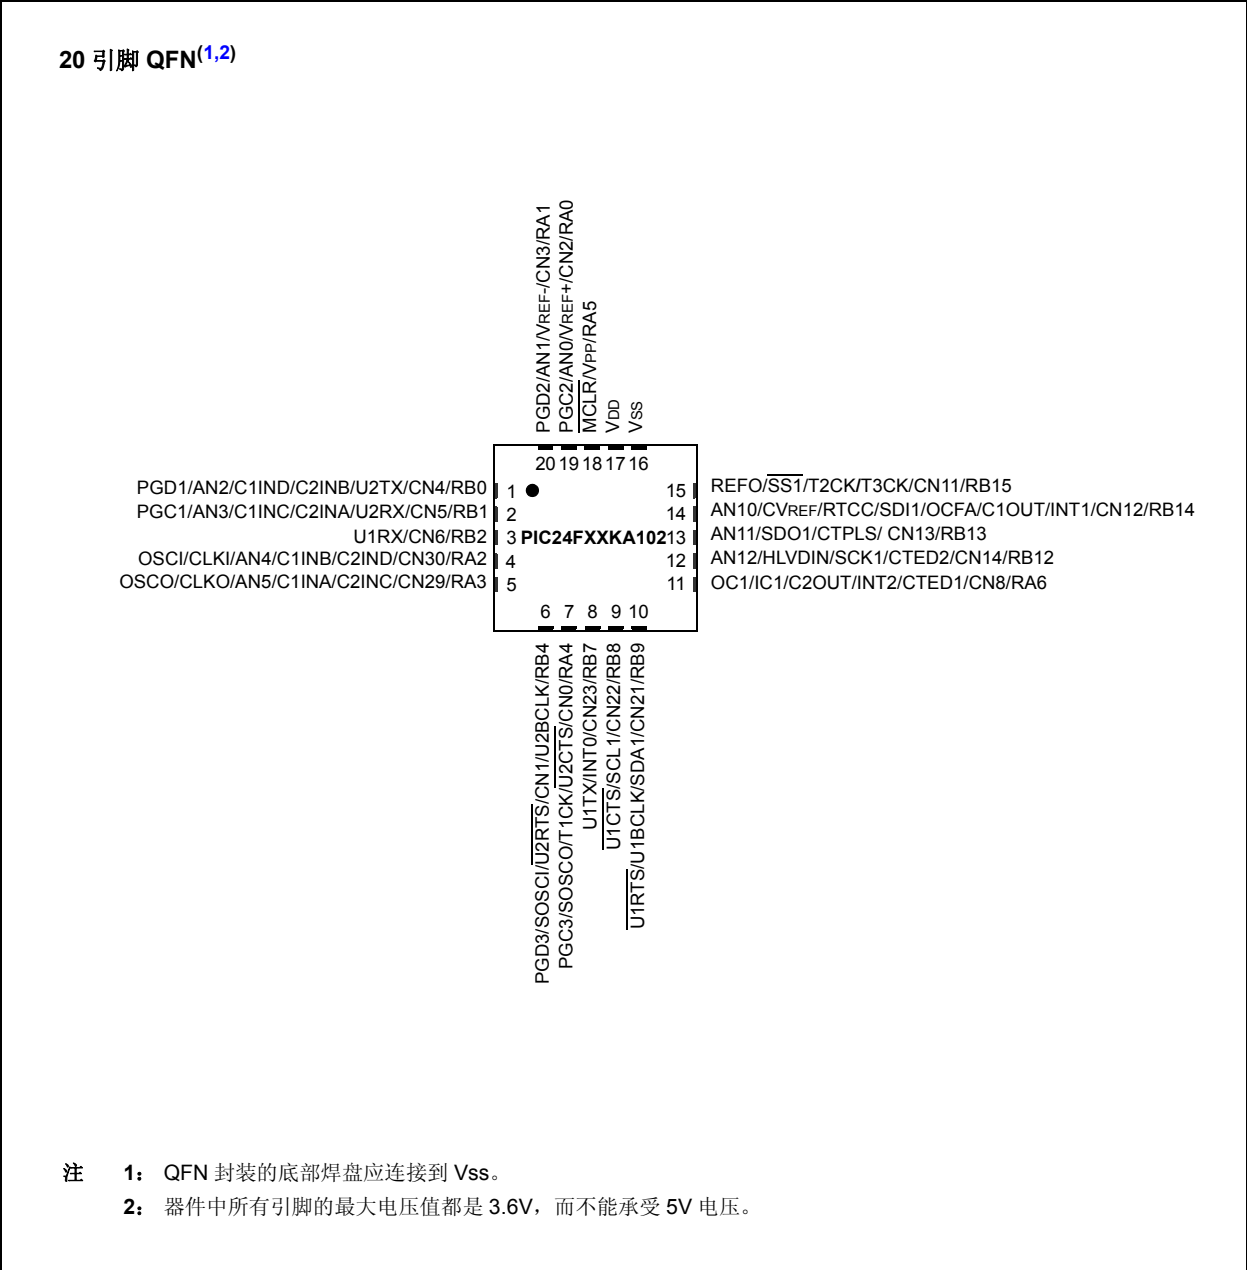 20 引脚 QFN(1,2)
PGD2/AN1/VREF-/CN3/RA1
PGC2/AN0/VREF+/CN2/RA0
MCLR/VPP/RA5
VDD
VSS
20 19 18 17 16
PGD1/AN2/C1IND/C2INB/U2TX/CN4/RB0 1 15 REFO/SS1/T2CK/T3CK/CN11/RB15
PGC1/AN3/C1INC/C2INA/U2RX/CN5/RB1 2 14 AN10/CVREF/RTCC/SDI1/OCFA/C1OUT/INT1/CN12/RB14
U1RX/CN6/RB2 3 PIC24FXXKA102 13 AN11/SDO1/CTPLS/ CN13/RB13
OSCI/CLKI/AN4/C1INB/C2IND/CN30/RA2 4 12 AN12/HLVDIN/SCK1/CTED2/CN14/RB12
OSCO/CLKO/AN5/C1INA/C2INC/CN29/RA3 5 11 OC1/IC1/C2OUT/INT2/CTED1/CN8/RA6
6 7 8 9 10
PGD3/SOSCI/U2RTS/CN1/U2BCLK/RB4
PGC3/SOSCO/T1CK/U2CTS/CN0/RA4
U1TX/INT0/CN23/RB7
U1CTS/SCL1/CN22/RB8
U1RTS/U1BCLK/SDA1/CN21/RB9
注 1： QFN 封装的底部焊盘应连接到 Vss。
2： 器件中所有引脚的最大电压值都是 3.6V，而不能承受 5V 电压。